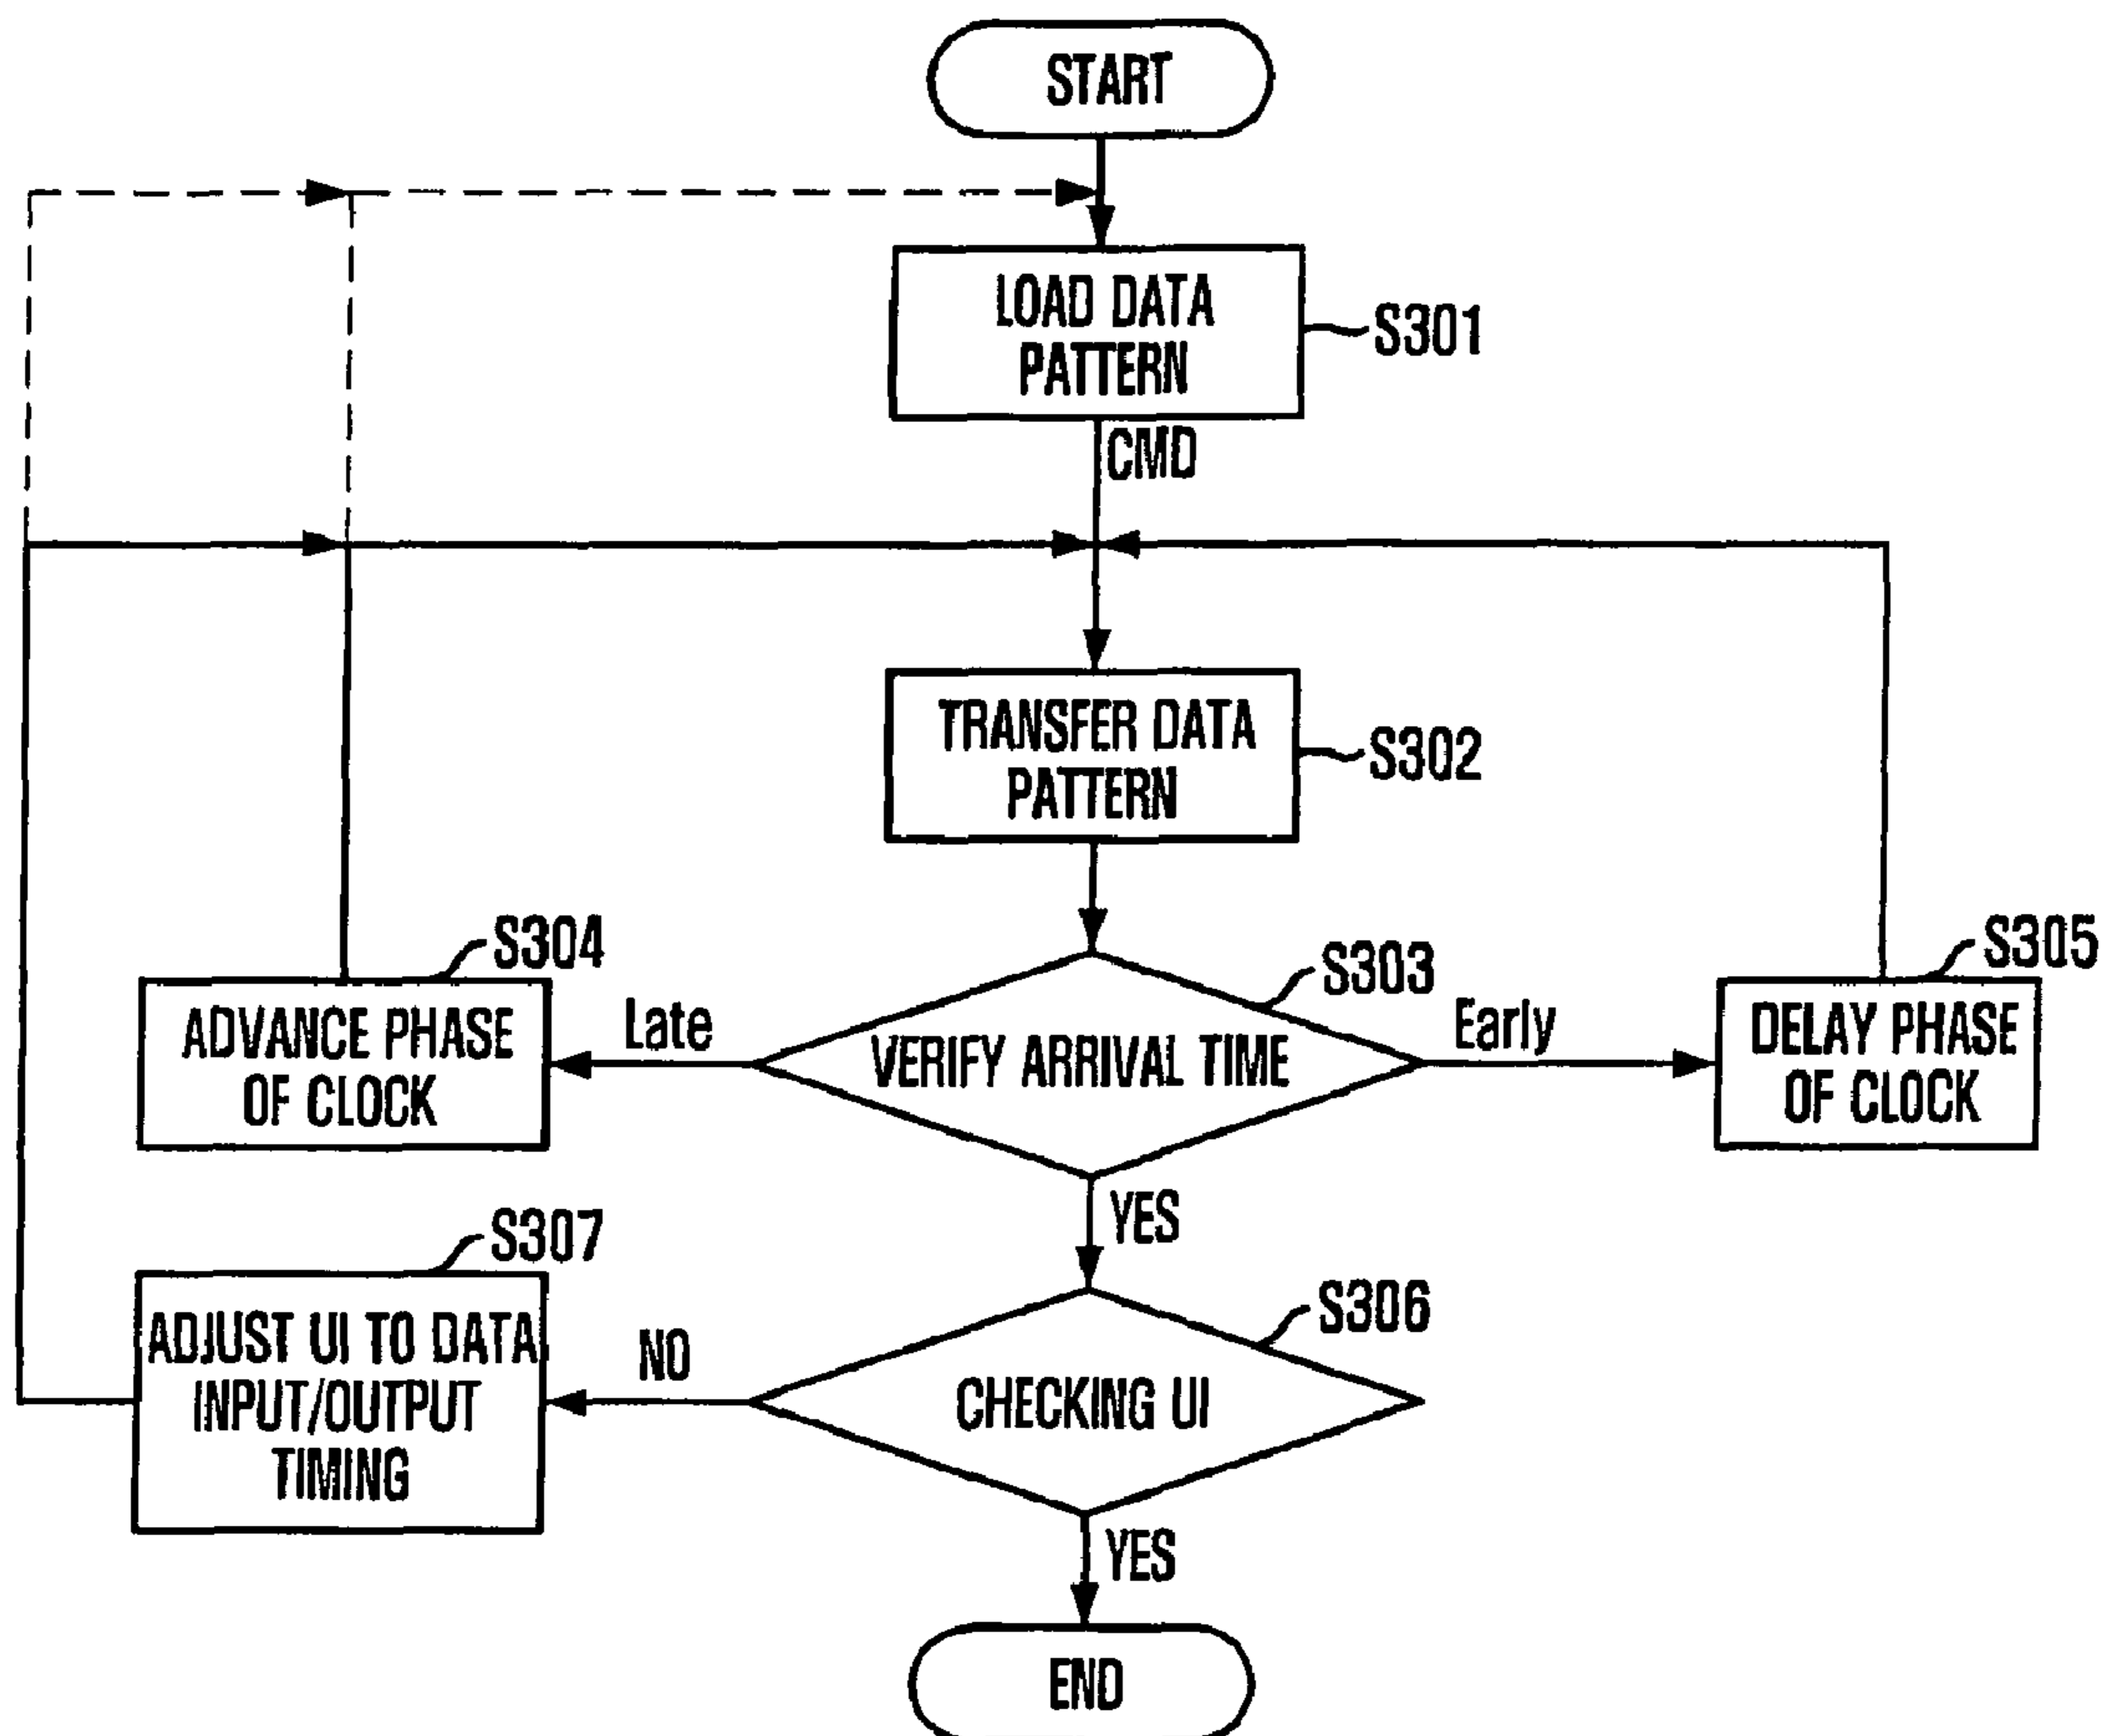 START
LOAD DATA
PATTERN
S301
CMD
TRANSFER DATA
PATTERN
S302
S304
ADVANCE PHASE
OF CLOCK
Late
S303
VERIFY ARRIVAL TIME
Early
S305
DELAY PHASE
OF CLOCK
YES
S307
ADJUST UI TO DATA
INPUT/OUTPUT
TIMING
NO
S306
CHECKING UI
YES
END